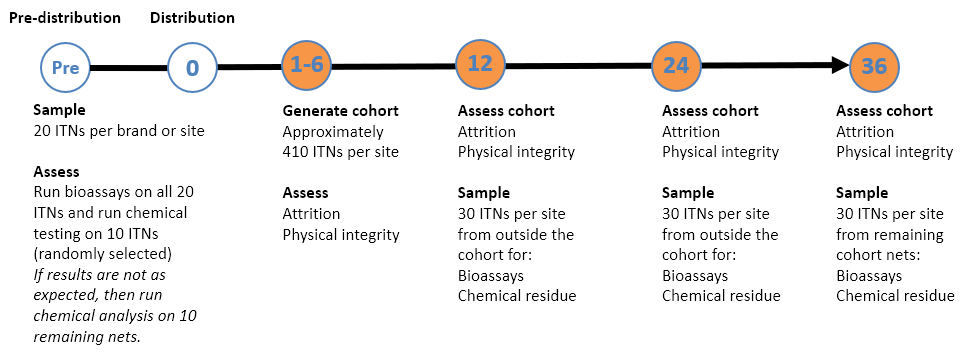 Pre-distribution
Distribution
Pre
0
1-6
12
24
36
Sample
20 ITNs per brand or site
Assess
Run bioassays on all 20
ITNs and run chemical
testing on 10 ITNs
(randomly selected)
If results are not as
expected, then run
chemical analysis on 10
remaining nets.
Generate cohort
Approximately
410 ITNs per site
Assess
Attrition
Physical integrity
Assess cohort
Attrition
Physical integrity
Sample
30 ITNs per site
from outside the
cohort for:
Bioassays
Chemical residue
Assess cohort
Attrition
Physical integrity
Sample
30 ITNs per site
from outside the
cohort for:
Bioassays
Chemical residue
Assess cohort
Attrition
Physical integrity
Sample
30 ITNs per site
from remaining
cohort nets:
Bioassays
Chemical residue